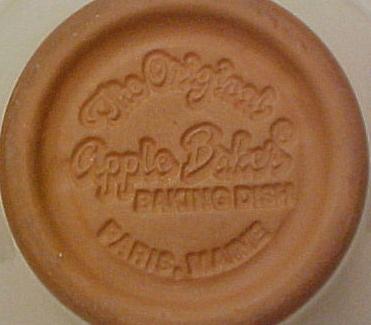 The Original
Apple Baker®
BAKING DISH
PARIS, MAINE